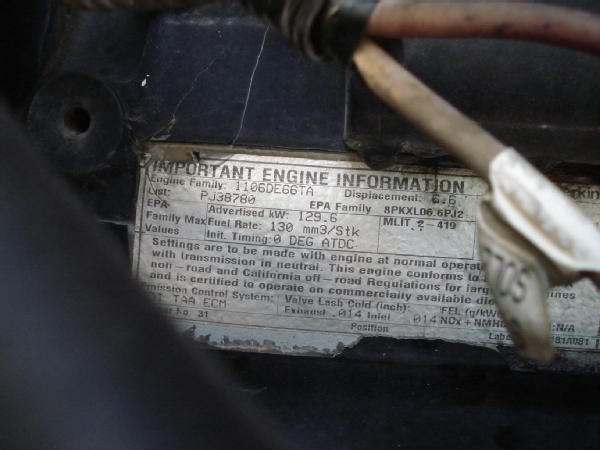 IMPORTANT ENGINE INFORMATION
Engine Family: 1106DE66TA Displacement: 6.6
List: PJ38780 EPA Family 8PKXL06.6PJ2
EPA: Advertised kW: 129.6 MLIT 419
Family Max Fuel Rate: 130 mm3/Stk
Values Init. Timing: 0 DEG ATDC
Settings are to be made with engine at normal
with transmission in neutral. This engine conforms to
non-road and California off-road Regulations for
and is certified to operate on commercially available
Emission Control System: Valve Lash Cold (inch): FEL
TAA ECM Exhaust .014 Inlet .014 NOx + :N/A
No. 31 Position